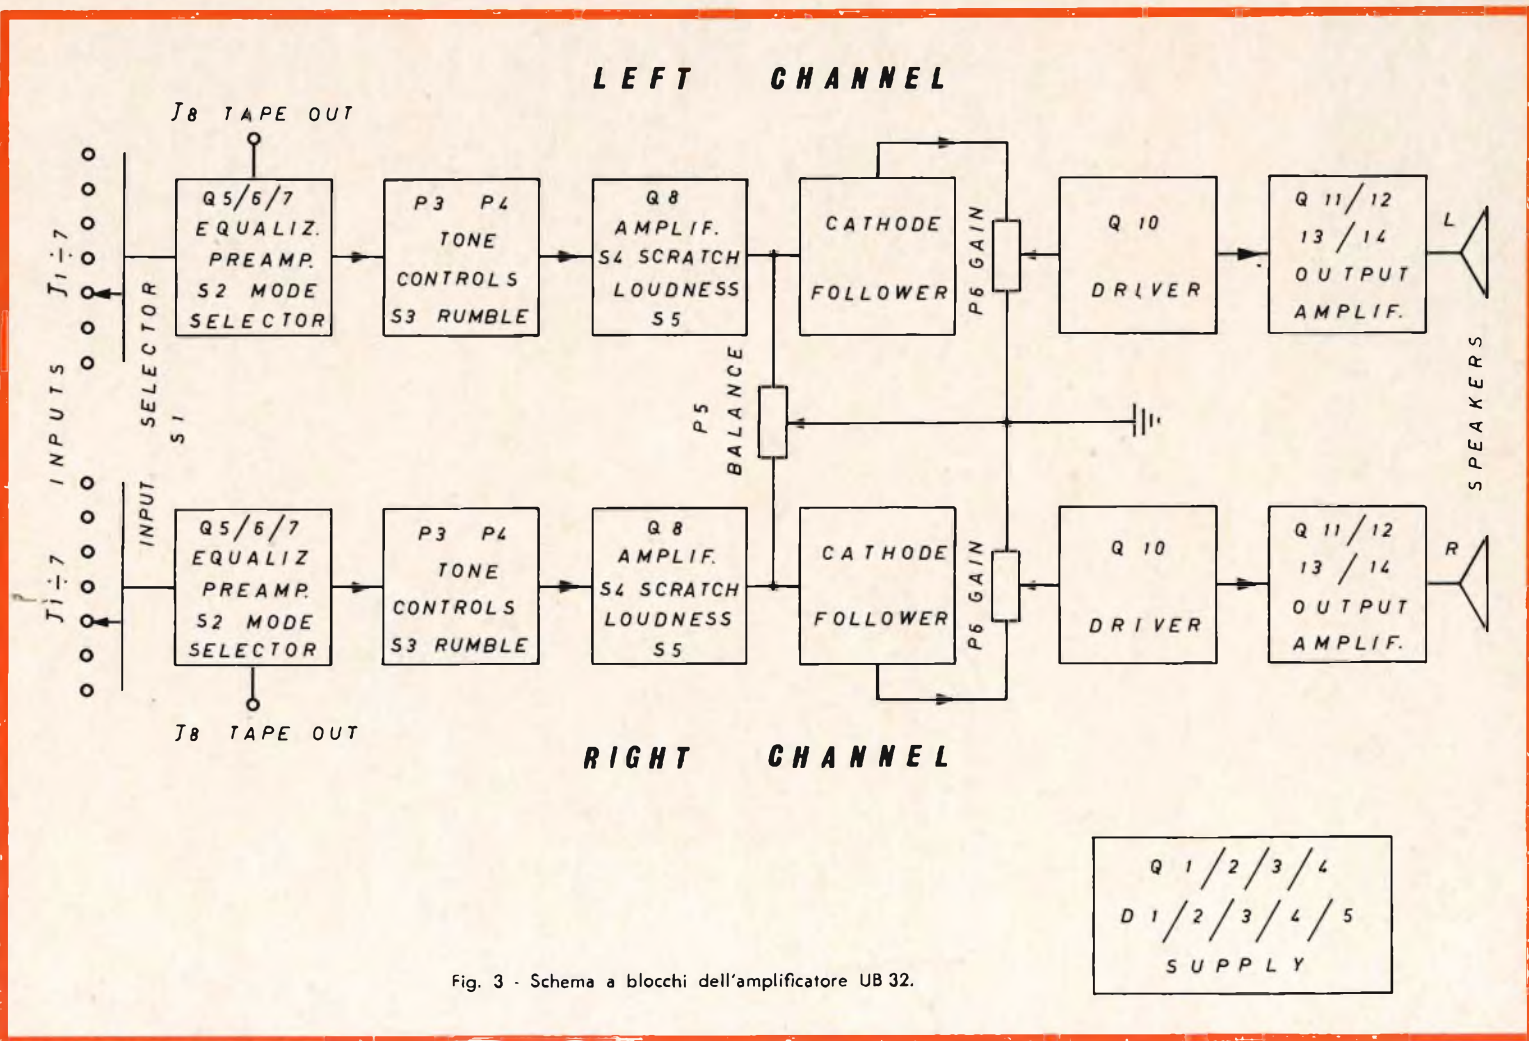 LEFT CHANNEL
J8 TAPE OUT
J1÷7
INPUTS
INPUT SELECTOR
S1
Q5/6/7
EQUALIZ.
PREAMP.
S2 MODE
SELECTOR
P3 P4
TONE
CONTROLS
S3 RUMBLE
Q8
AMPLIF.
S4 SCRATCH
LOUDNESS
S5
CATHODE
FOLLOWER
P6 GAIN
Q 10
DRIVER
Q 11/12
13/14
OUTPUT
AMPLIF.
L
P5
BALANCE
SPEAKERS
J1÷7
Q5/6/7
EQUALIZ
PREAMP.
S2 MODE
SELECTOR
J8 TAPE OUT
P3 P4
TONE
CONTROLS
S3 RUMBLE
Q 8
AMPLIF.
S4 SCRATCH
LOUDNESS
S5
CATHODE
FOLLOWER
P6 GAIN
Q 10
DRIVER
Q 11/12
13/14
OUTPUT
AMPLIF.
R
RIGHT CHANNEL
Q 1/2/3/4
D 1/2/3/4/5
SUPPLY
Fig. 3 - Schema a blocchi dell'amplificatore UB 32.